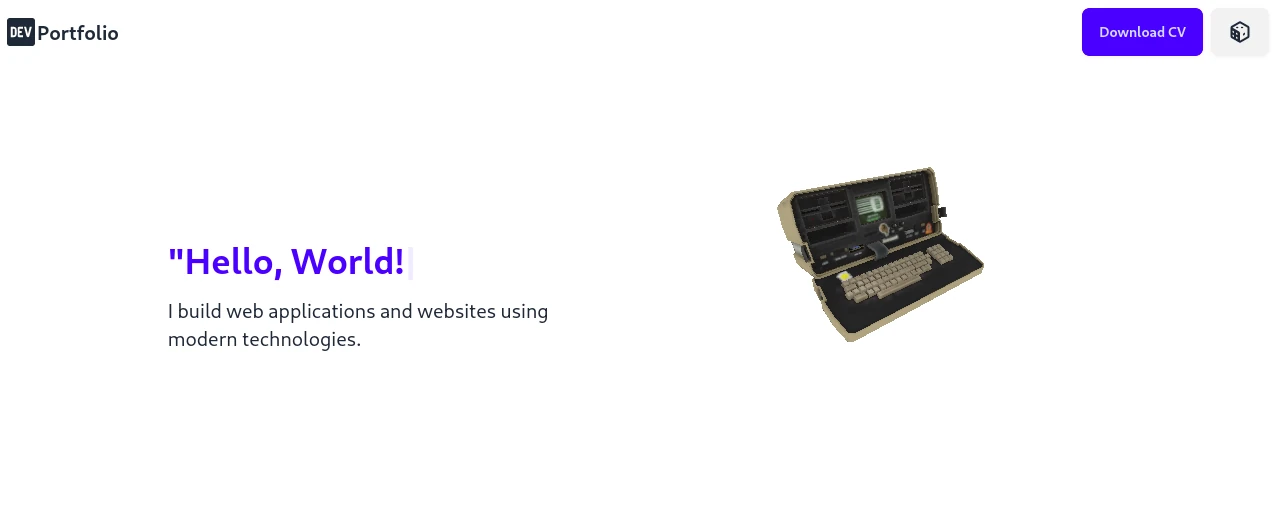 DEV Portfolio
Download CV
"Hello, World!
I build web applications and websites using
modern technologies.